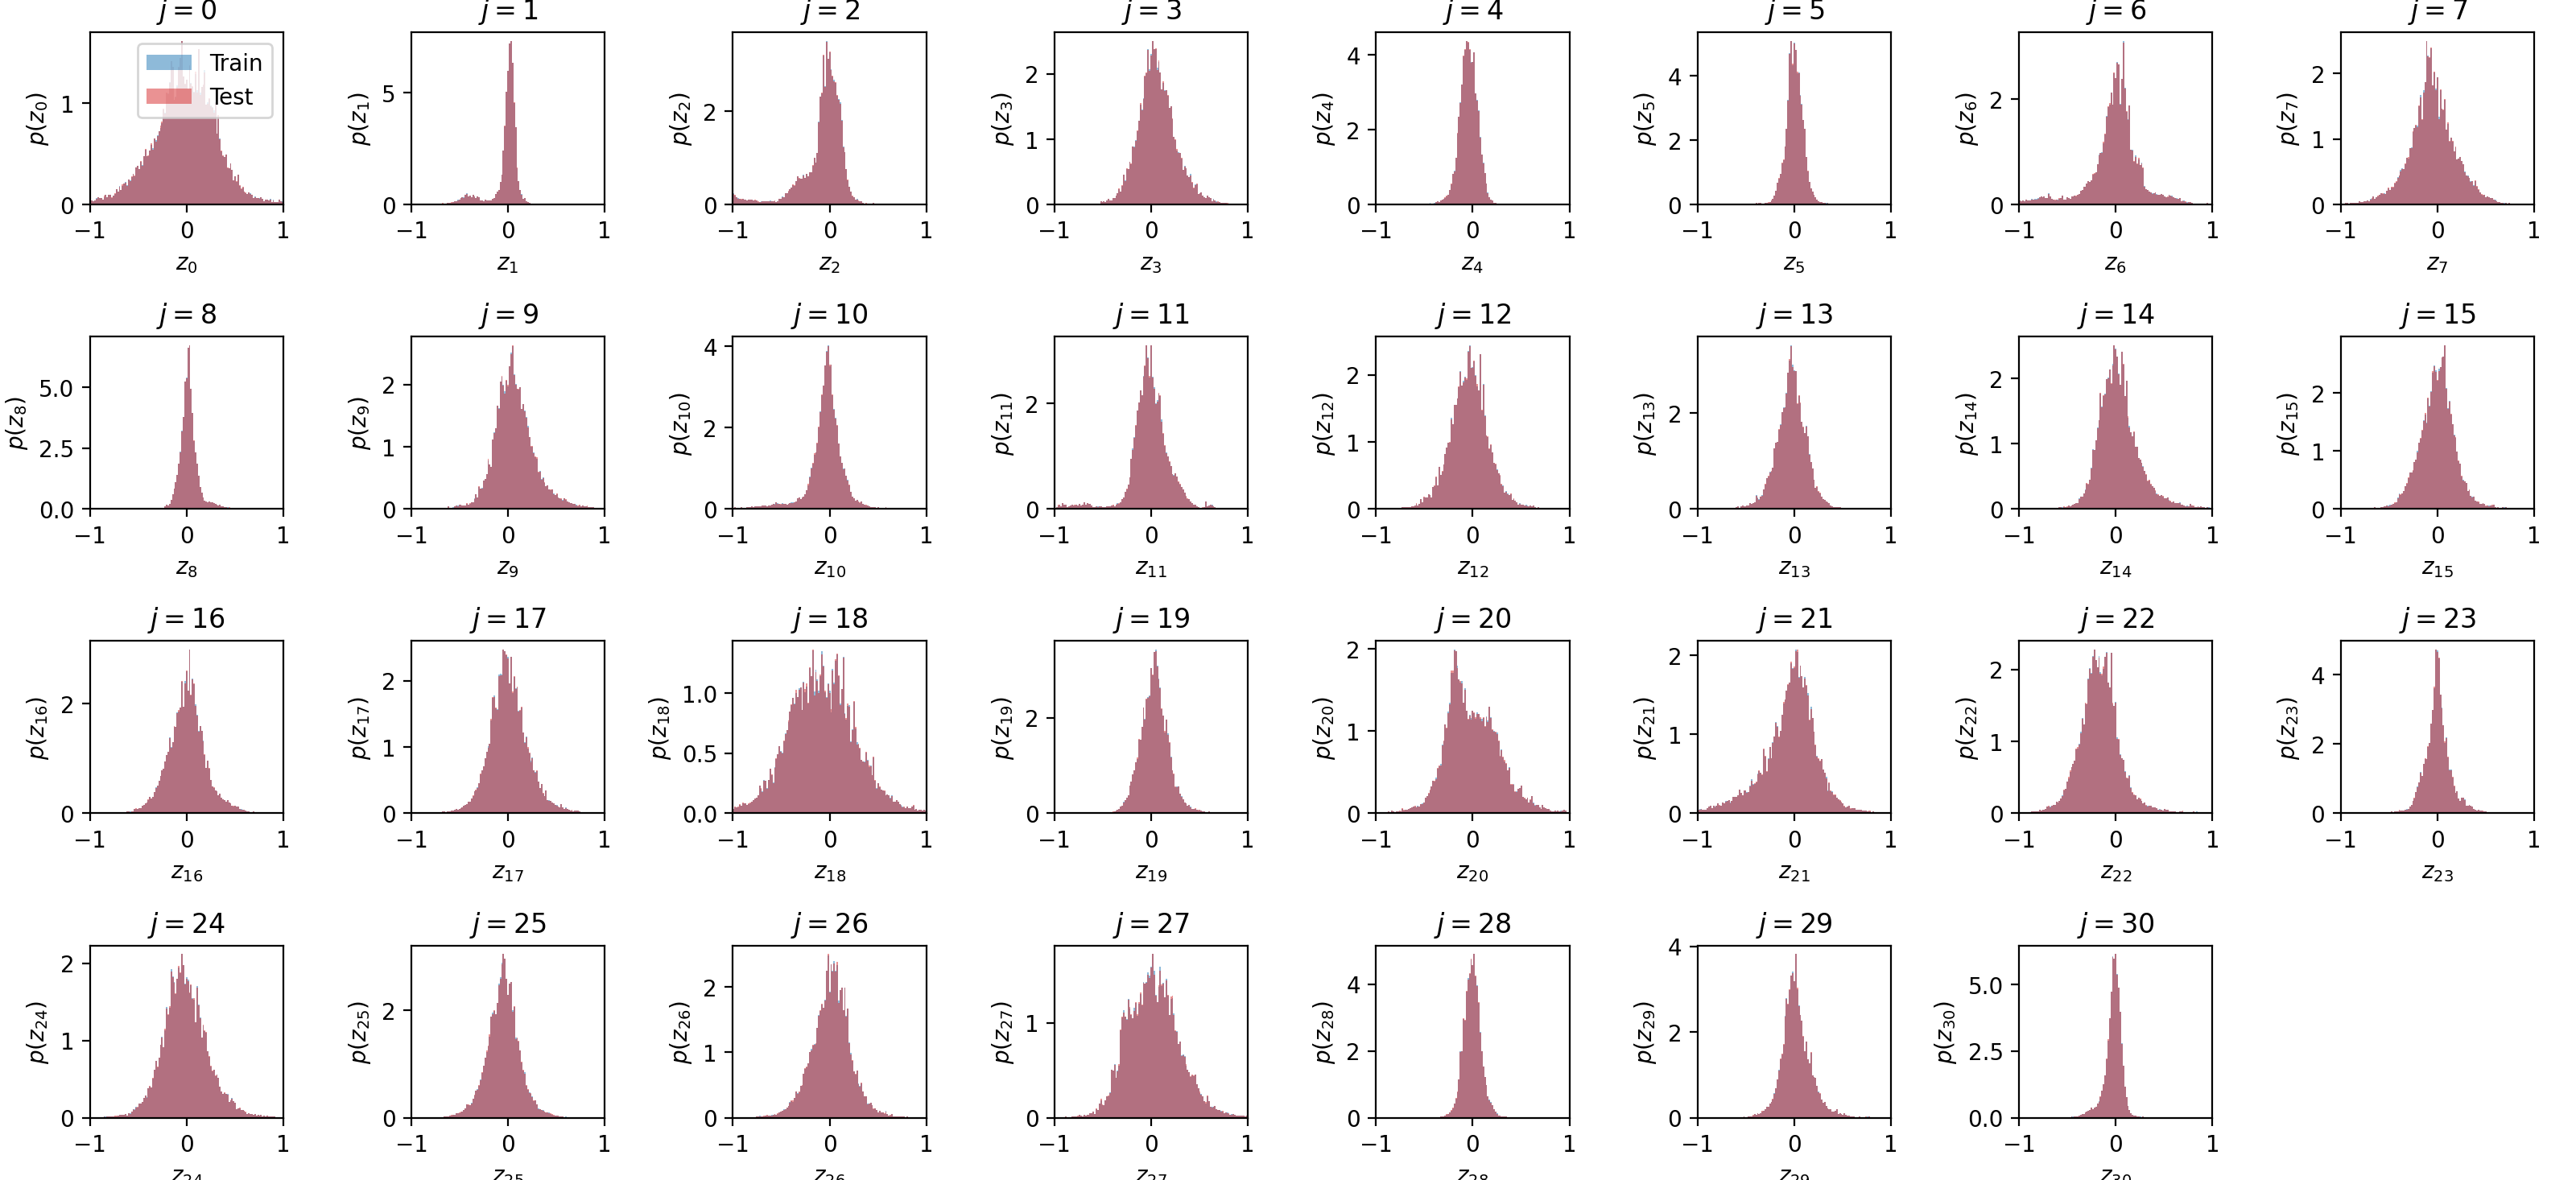 j = 0
j = 1
j = 2
j = 3
j = 4
j = 5
j = 6
j = 7
Train
Test
p(z₀)
0
1
−1 0 1
z₀
p(z₁)
0
5
−1 0 1
z₁
p(z₂)
0
2
−1 0 1
z₂
p(z₃)
0
1
2
−1 0 1
z₃
p(z₄)
0
2
4
−1 0 1
z₄
p(z₅)
0
2
4
−1 0 1
z₅
p(z₆)
0
2
−1 0 1
z₆
p(z₇)
0
1
2
−1 0 1
z₇
j = 8
j = 9
j = 10
j = 11
j = 12
j = 13
j = 14
j = 15
p(z₈)
0.0
2.5
5.0
−1 0 1
z₈
p(z₉)
0
1
2
−1 0 1
z₉
p(z₁₀)
0
2
4
−1 0 1
z₁₀
p(z₁₁)
0
2
−1 0 1
z₁₁
p(z₁₂)
0
1
2
−1 0 1
z₁₂
p(z₁₃)
0
2
−1 0 1
z₁₃
p(z₁₄)
0
1
2
−1 0 1
z₁₄
p(z₁₅)
0
1
2
−1 0 1
z₁₅
j = 16
j = 17
j = 18
j = 19
j = 20
j = 21
j = 22
j = 23
p(z₁₆)
0
2
−1 0 1
z₁₆
p(z₁₇)
0
1
2
−1 0 1
z₁₇
p(z₁₈)
0.0
0.5
1.0
−1 0 1
z₁₈
p(z₁₉)
0
2
−1 0 1
z₁₉
p(z₂₀)
0
1
2
−1 0 1
z₂₀
p(z₂₁)
0
1
2
−1 0 1
z₂₁
p(z₂₂)
0
1
2
−1 0 1
z₂₂
p(z₂₃)
0
2
4
−1 0 1
z₂₃
j = 24
j = 25
j = 26
j = 27
j = 28
j = 29
j = 30
p(z₂₄)
0
1
2
−1 0 1
z₂₄
p(z₂₅)
0
2
−1 0 1
z₂₅
p(z₂₆)
0
1
2
−1 0 1
z₂₆
p(z₂₇)
0
1
−1 0 1
z₂₇
p(z₂₈)
0
2
4
−1 0 1
z₂₈
p(z₂₉)
0
2
4
−1 0 1
z₂₉
p(z₃₀)
0.0
2.5
5.0
−1 0 1
z₃₀